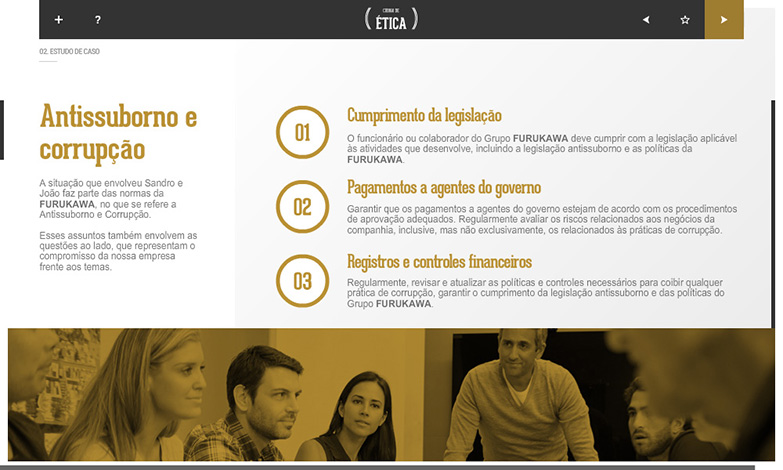 + ?
CÓDIGO DE
ÉTICA
02. ESTUDO DE CASO
Antissuborno e
corrupção
A situação que envolveu Sandro e
João faz parte das normas da
FURUKAWA, no que se refere a
Antissuborno e Corrupção.
Esses assuntos também envolvem as
questões ao lado, que representam o
compromisso da nossa empresa
frente aos temas.
01
Cumprimento da legislação
O funcionário ou colaborador do Grupo FURUKAWA deve cumprir com a legislação aplicável
às atividades que desenvolve, incluindo a legislação antissuborno e as políticas da
FURUKAWA.
02
Pagamentos a agentes do governo
Garantir que os pagamentos a agentes do governo estejam de acordo com os procedimentos
de aprovação adequados. Regularmente avaliar os riscos relacionados aos negócios da
companhia, inclusive, mas não exclusivamente, os relacionados às práticas de corrupção.
03
Registros e controles financeiros
Regularmente, revisar e atualizar as políticas e controles necessários para coibir qualquer
prática de corrupção, garantir o cumprimento da legislação antissuborno e das políticas do
Grupo FURUKAWA.